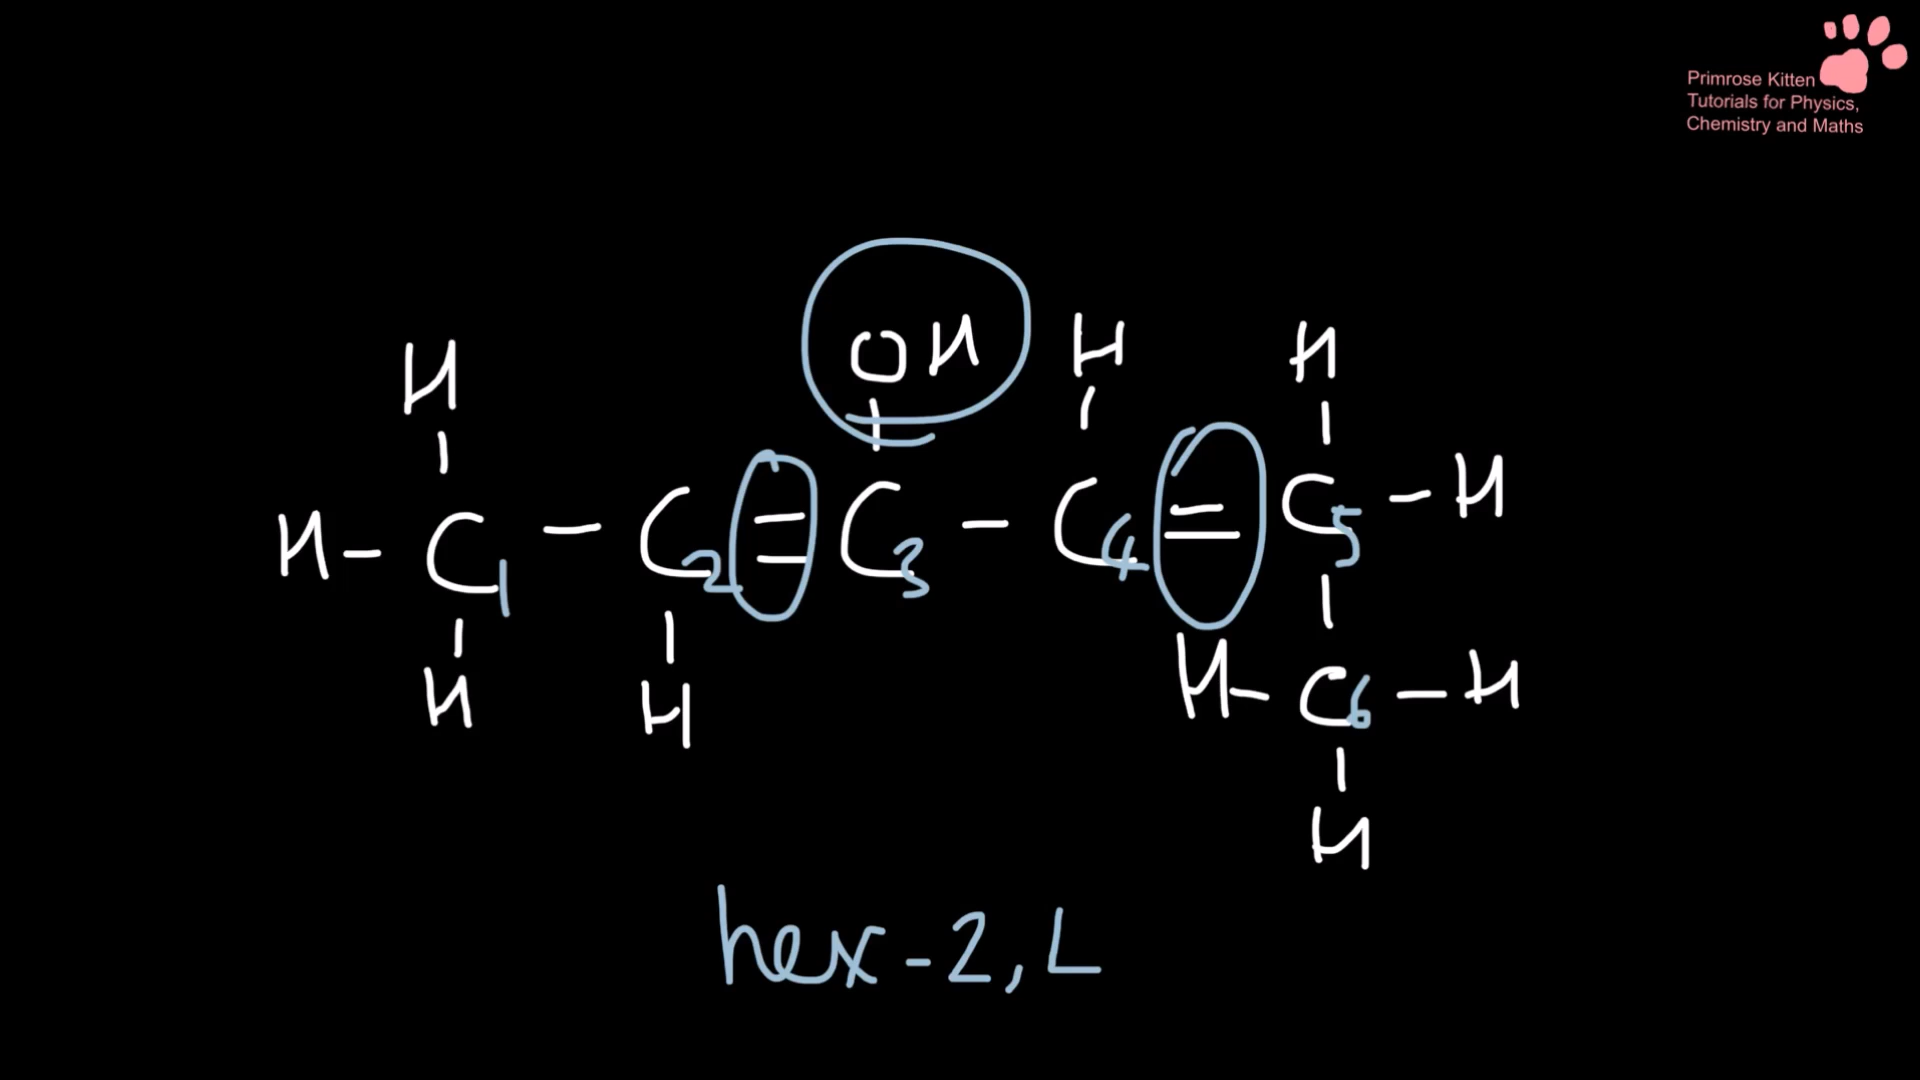 Primrose Kitten
Tutorials for Physics,
Chemistry and Maths
OH H H
H
H - C1 - C2 = C3 - C4 = C5 - H
H H H - C6 - H
H
hex - 2, L